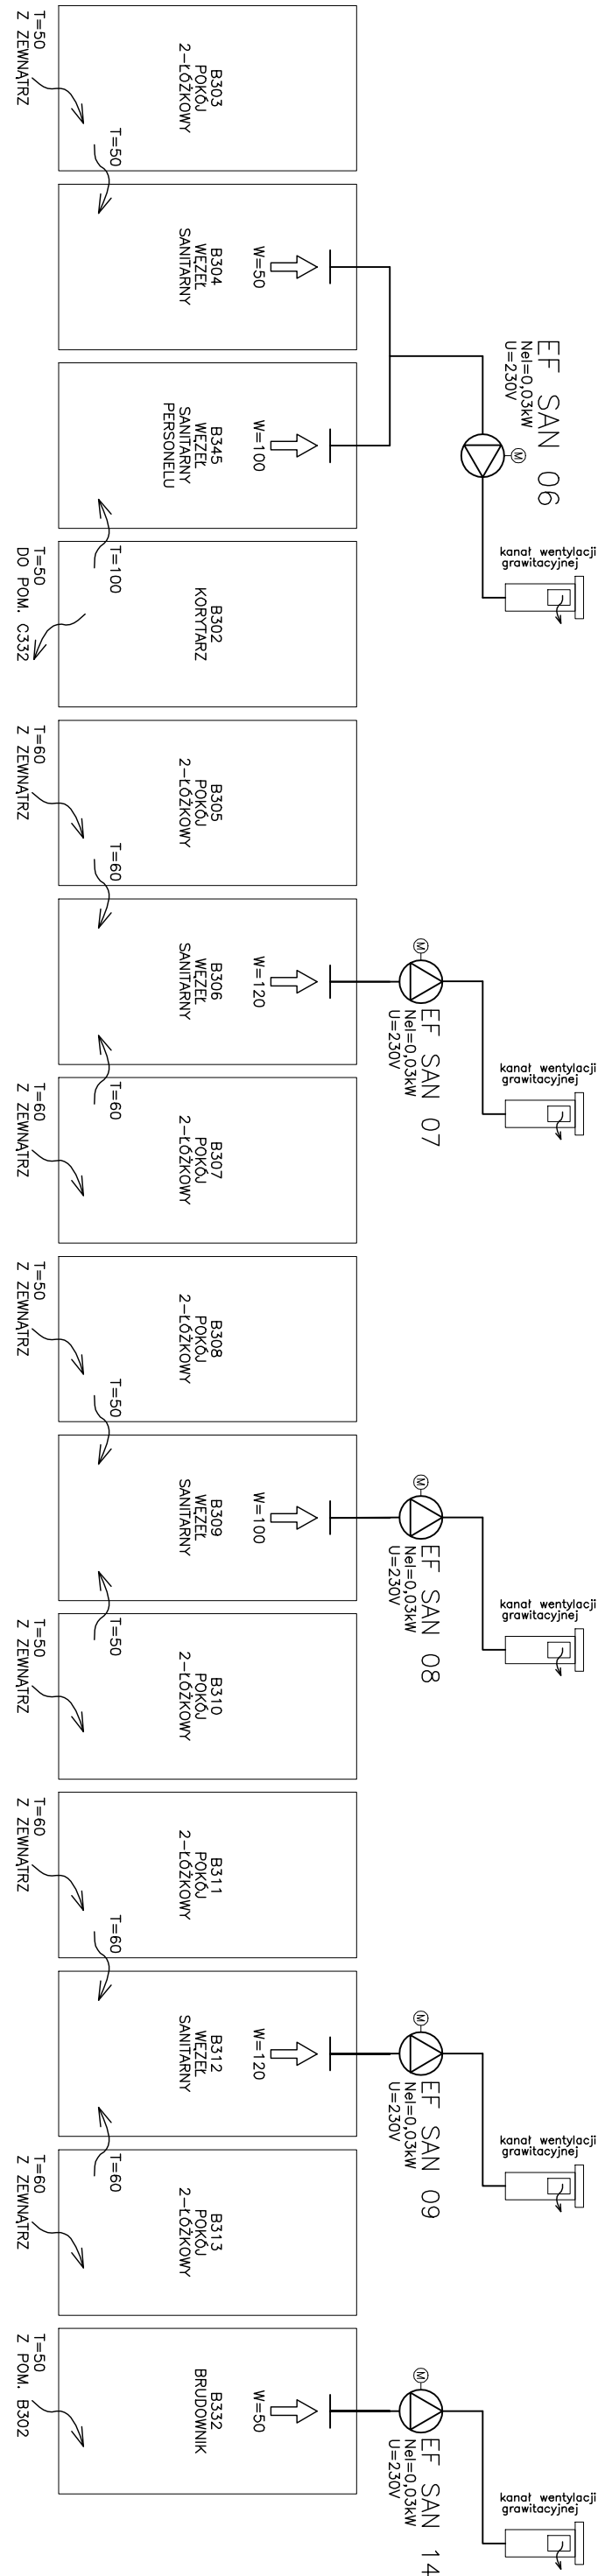 T=50
Z ZEWNĄTRZ
B303
POKÓJ
2-ŁÓŻKOWY
T=50
B304
WĘZEŁ
SANITARNY
W=50
EF SAN 06
Nel=0,03kW
U=230V
M
kanał wentylacji
grawitacyjnej
B345
WĘZEŁ
SANITARNY
PERSONELU
W=100
T=100
B302
KORYTARZ
T=50
DO POM. C332
T=60
Z ZEWNĄTRZ
B305
POKÓJ
2-ŁÓŻKOWY
T=60
B306
WĘZEŁ
SANITARNY
W=120
M
EF SAN 07
Nel=0,03kW
U=230V
kanał wentylacji
grawitacyjnej
T=60
B307
POKÓJ
2-ŁÓŻKOWY
T=60
Z ZEWNĄTRZ
B308
POKÓJ
2-ŁÓŻKOWY
T=50
Z ZEWNĄTRZ
T=50
B309
WĘZEŁ
SANITARNY
W=100
M
EF SAN 08
Nel=0,03kW
U=230V
kanał wentylacji
grawitacyjnej
T=50
B310
POKÓJ
2-ŁÓŻKOWY
T=50
Z ZEWNĄTRZ
B311
POKÓJ
2-ŁÓŻKOWY
T=60
Z ZEWNĄTRZ
T=60
B312
WĘZEŁ
SANITARNY
W=120
M
EF SAN 09
Nel=0,03kW
U=230V
kanał wentylacji
grawitacyjnej
T=60
B313
POKÓJ
2-ŁÓŻKOWY
T=60
Z ZEWNĄTRZ
B332
BRUDOWNIK
W=50
T=50
Z POM. B302
M
EF SAN 14
Nel=0,03kW
U=230V
kanał wentylacji
grawitacyjnej